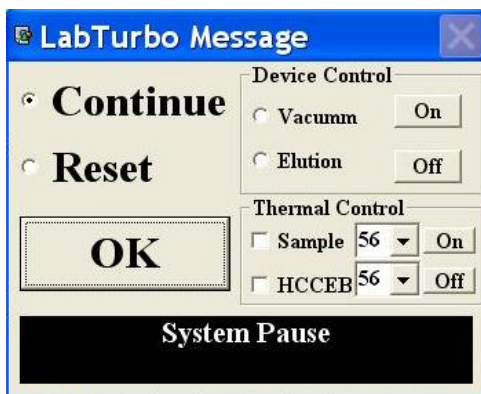 LabTurbo Message
Continue
Reset
OK
Device Control
Vacumm On
Elution Off
Thermal Control
Sample 56 On
HCCEB 56 Off
System Pause